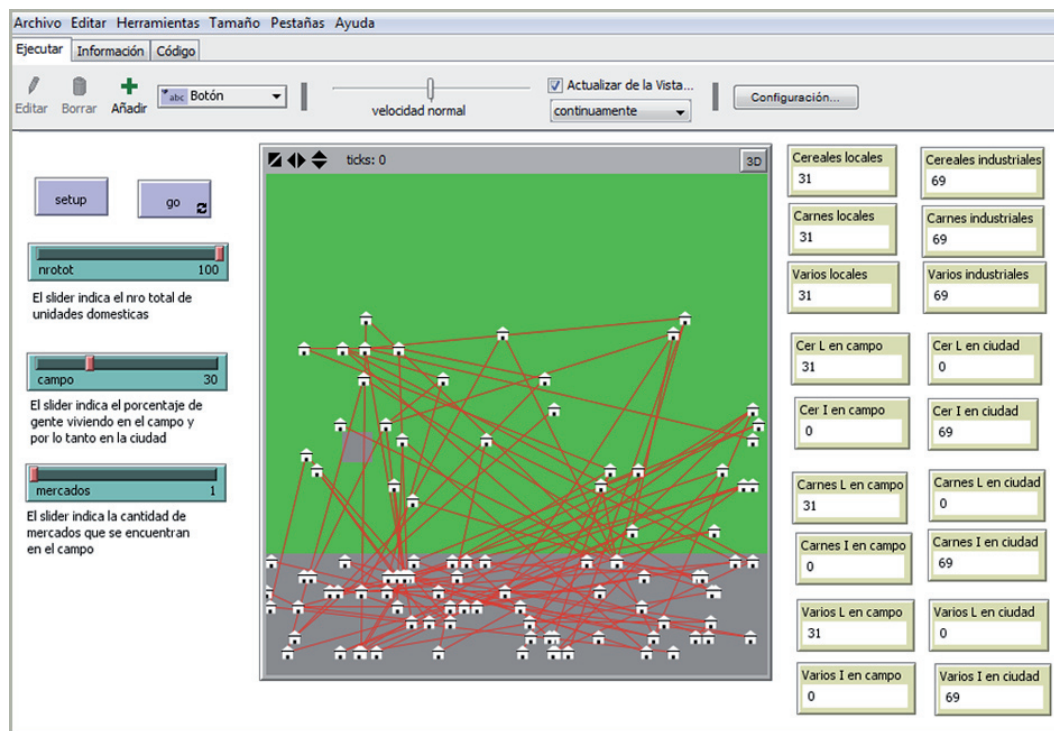 Archivo Editar Herramientas Tamaño Pestañas Ayuda
Ejecutar Información Código
Editar Borrar Añadir abc Botón velocidad normal Actualizar de la Vista... continuamente Configuración...
ticks: 0 3D
setup go
nrotot 100
El slider indica el nro total de
unidades domesticas
campo 30
El slider indica el porcentaje de
gente viviendo en el campo y
por lo tanto en la ciudad
mercados 1
El slider indica la cantidad de
mercados que se encuentran
en el campo
Cereales locales Cereales industriales
31 69
Carnes locales Carnes industriales
31 69
Varios locales Varios industriales
31 69
Cer L en campo Cer L en ciudad
31 0
Cer I en campo Cer I en ciudad
0 69
Carnes L en campo Carnes L en ciudad
31 0
Carnes I en campo Carnes I en ciudad
0 69
Varios L en campo Varios L en ciudad
31 0
Varios I en campo Varios I en ciudad
0 69